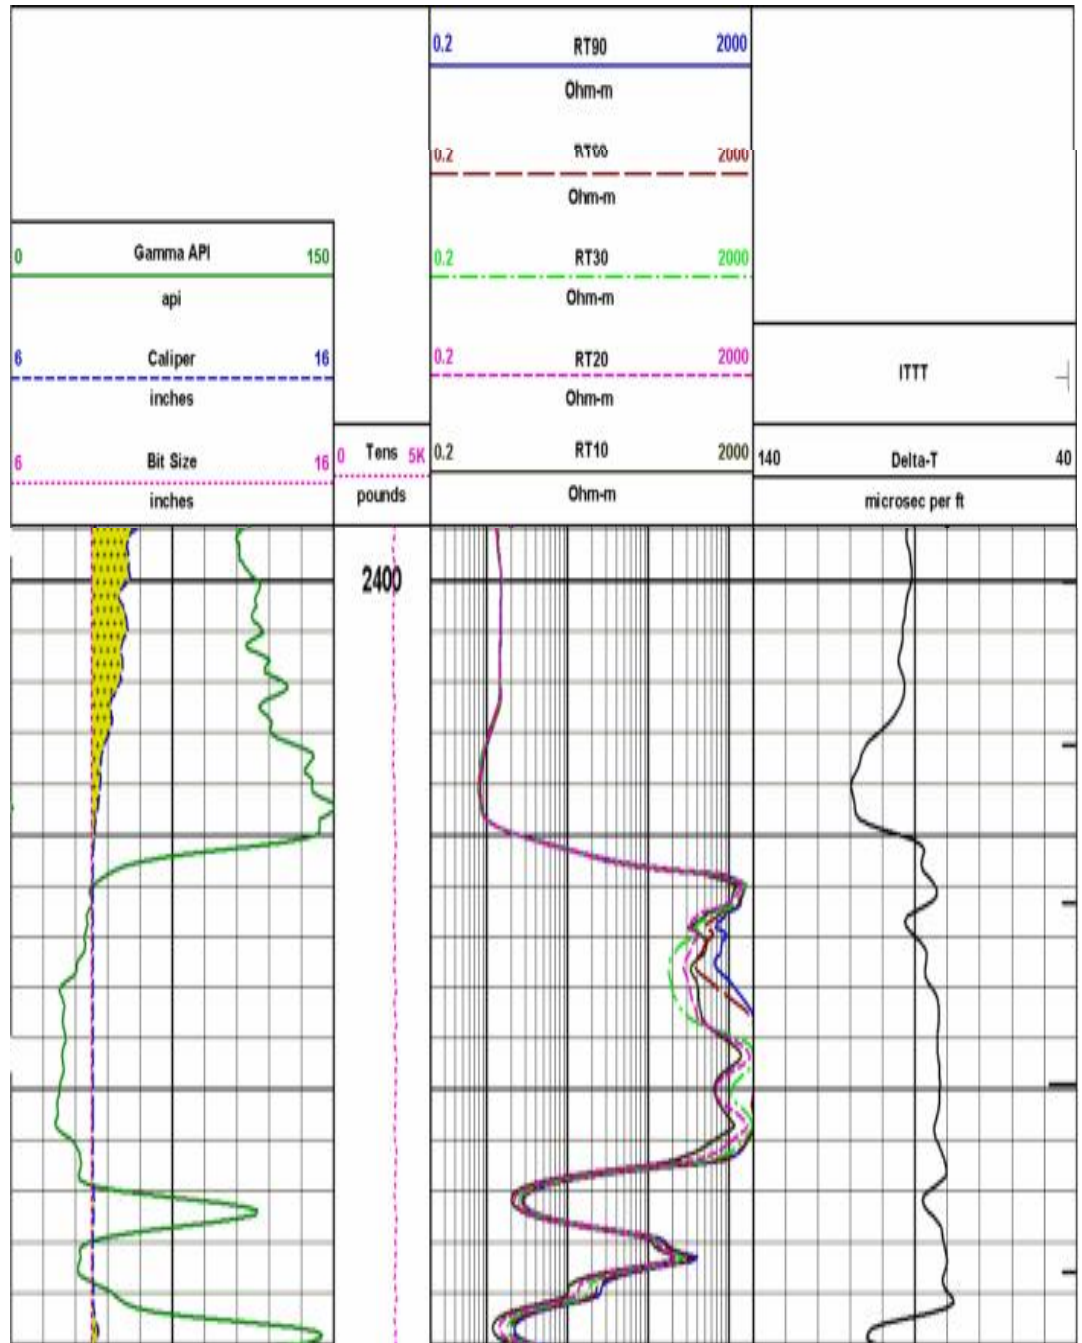 0 Gamma API 150
api
6 Caliper 16
inches
6 Bit Size 16
inches
0 Tens 5K
pounds
0.2 RT90 2000
Ohm-m
0.2 RT60 2000
Ohm-m
0.2 RT30 2000
Ohm-m
0.2 RT20 2000
Ohm-m
0.2 RT10 2000
Ohm-m
ITTT
140 Delta-T 40
microsec per ft
2400